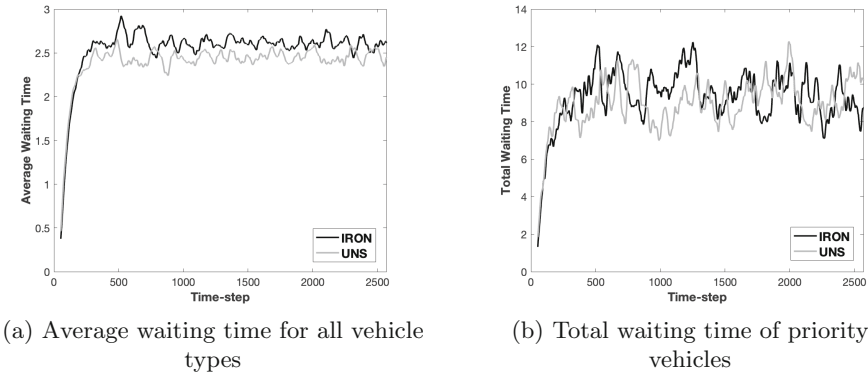 3
2.5
2
1.5
1
0.5
0
Average Waiting Time
0 500 1000 1500 2000 2500
Time-step
IRON
UNS
(a) Average waiting time for all vehicle
types
14
12
10
8
6
4
2
0
Total Waiting Time
0 500 1000 1500 2000 2500
Time-step
IRON
UNS
(b) Total waiting time of priority
vehicles